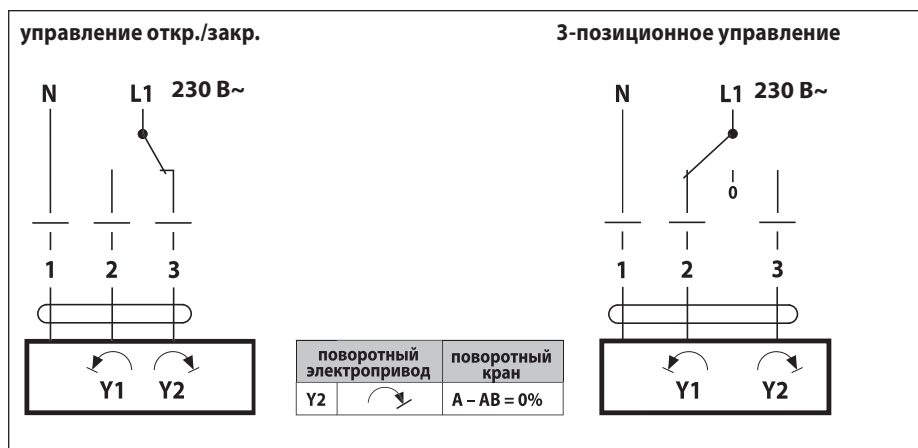 управление откр./закр.
3-позиционное управление
N L1 230 В~
N L1 230 В~
0
1 2 3
1 2 3
Y1 Y2
поворотный электропривод
поворотный кран
Y2 A – AB = 0%
Y1 Y2